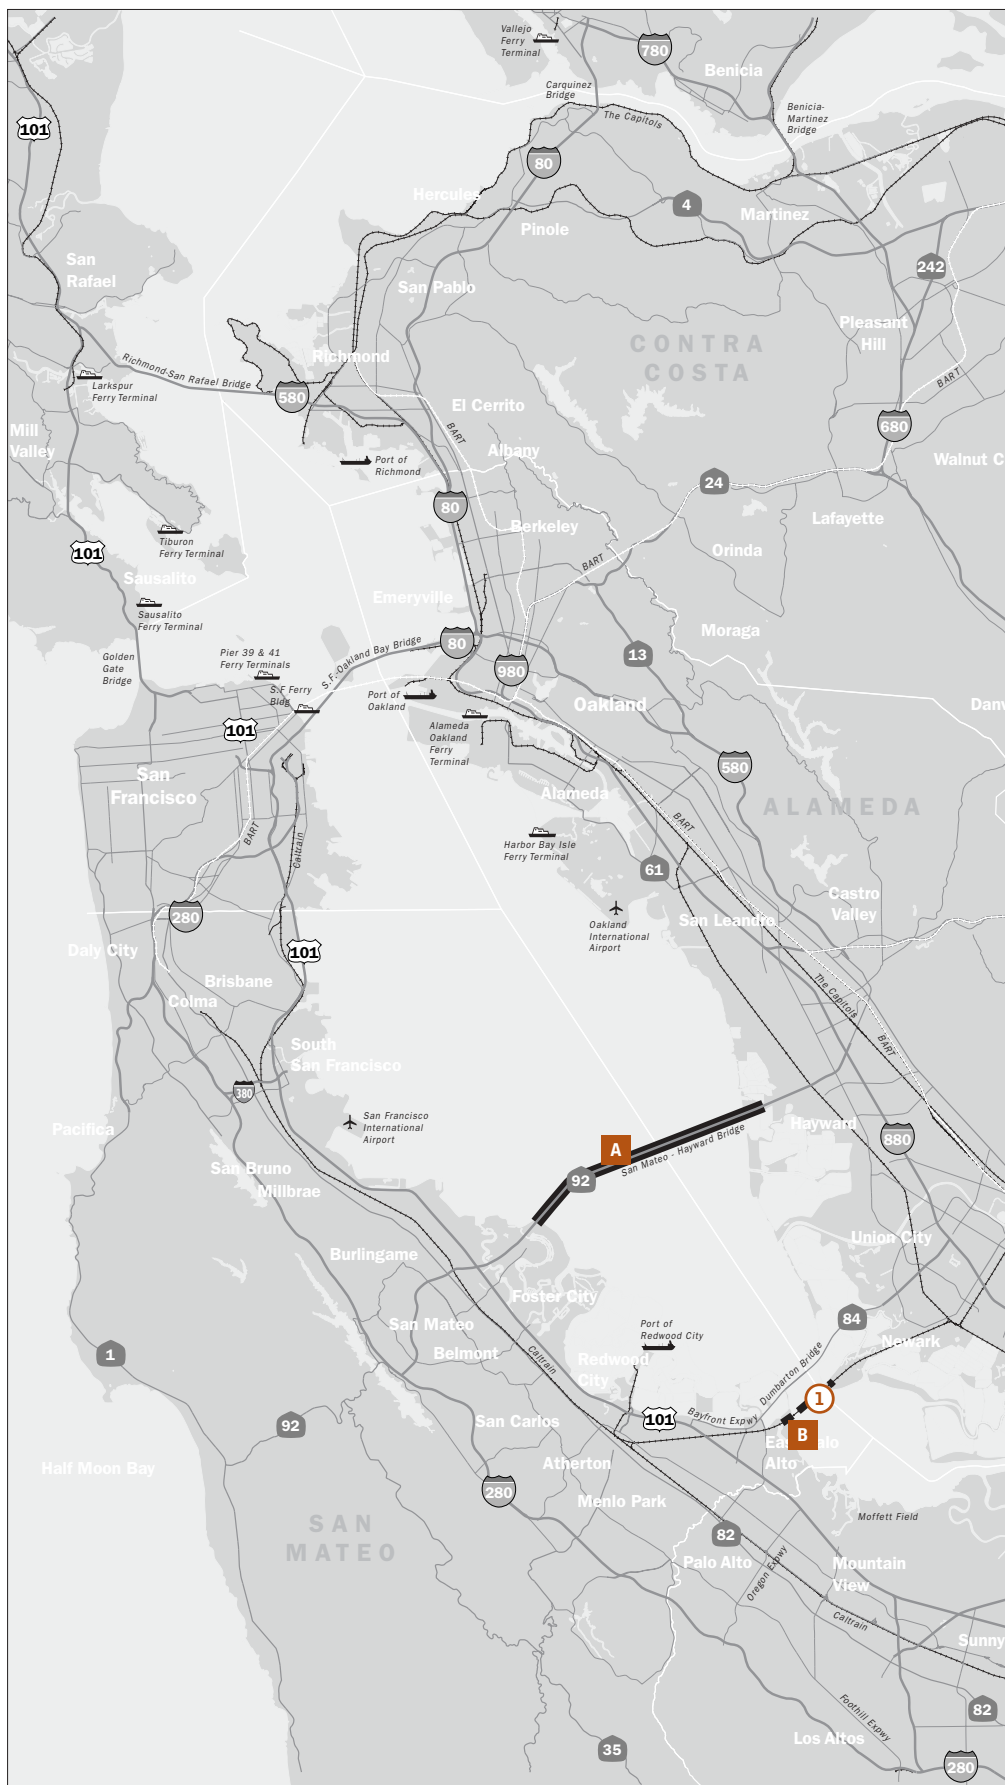 Vallejo
Ferry
Terminal
780
Benicia
Carquinez
Bridge
Benicia-
Martinez
Bridge
101
The Capitols
80
Hercules
4
Martinez
Pinole
San
Rafael
242
San Pablo
Pleasant
Hill
CONTRA
COSTA
Richmond
Richmond-San Rafael Bridge
Larkspur
Ferry Terminal
580
BART
El Cerrito
680
Mill
Valley
BART
Albany
Port of
Richmond
Walnut C
24
80
Berkeley
Lafayette
Tiburon
Ferry Terminal
101
Orinda
BART
Sausalito
Emeryville
Sausalito
Ferry Terminal
Moraga
80
S.F.-Oakland Bay Bridge
Golden
Gate
Bridge
Pier 39 & 41
Ferry Terminals
13
980
S.F Ferry
Bldg
Port of
Oakland
Oakland
Danv
101
Alameda
Oakland
Ferry
Terminal
580
San
Francisco
Alameda
ALAMEDA
BART
BART
Caltrain
Harbor Bay Isle
Ferry Terminal
61
Castro
Valley
280
San Leandro
Oakland
International
Airport
Daly City
101
Brisbane
Colma
The Capitols
BART
South
San Francisco
380
San Francisco
International
Airport
Pacifica
Hayward
880
A
San Mateo - Hayward Bridge
92
San Bruno
Millbrae
Union City
Burlingame
Foster City
84
San Mateo
Port of
Redwood City
Newark
Belmont
1
Caltrain
Redwood
City
Dumbarton Bridge
1
92
San Carlos
101
Bayfront Expwy
B
East Palo
Alto
Half Moon Bay
Atherton
280
Menlo Park
Moffett Field
SAN
MATEO
82
Palo Alto
Oregon Expwy
Mountain
View
Caltrain
Sunny
Foothill Expwy
82
Los Altos
35
280